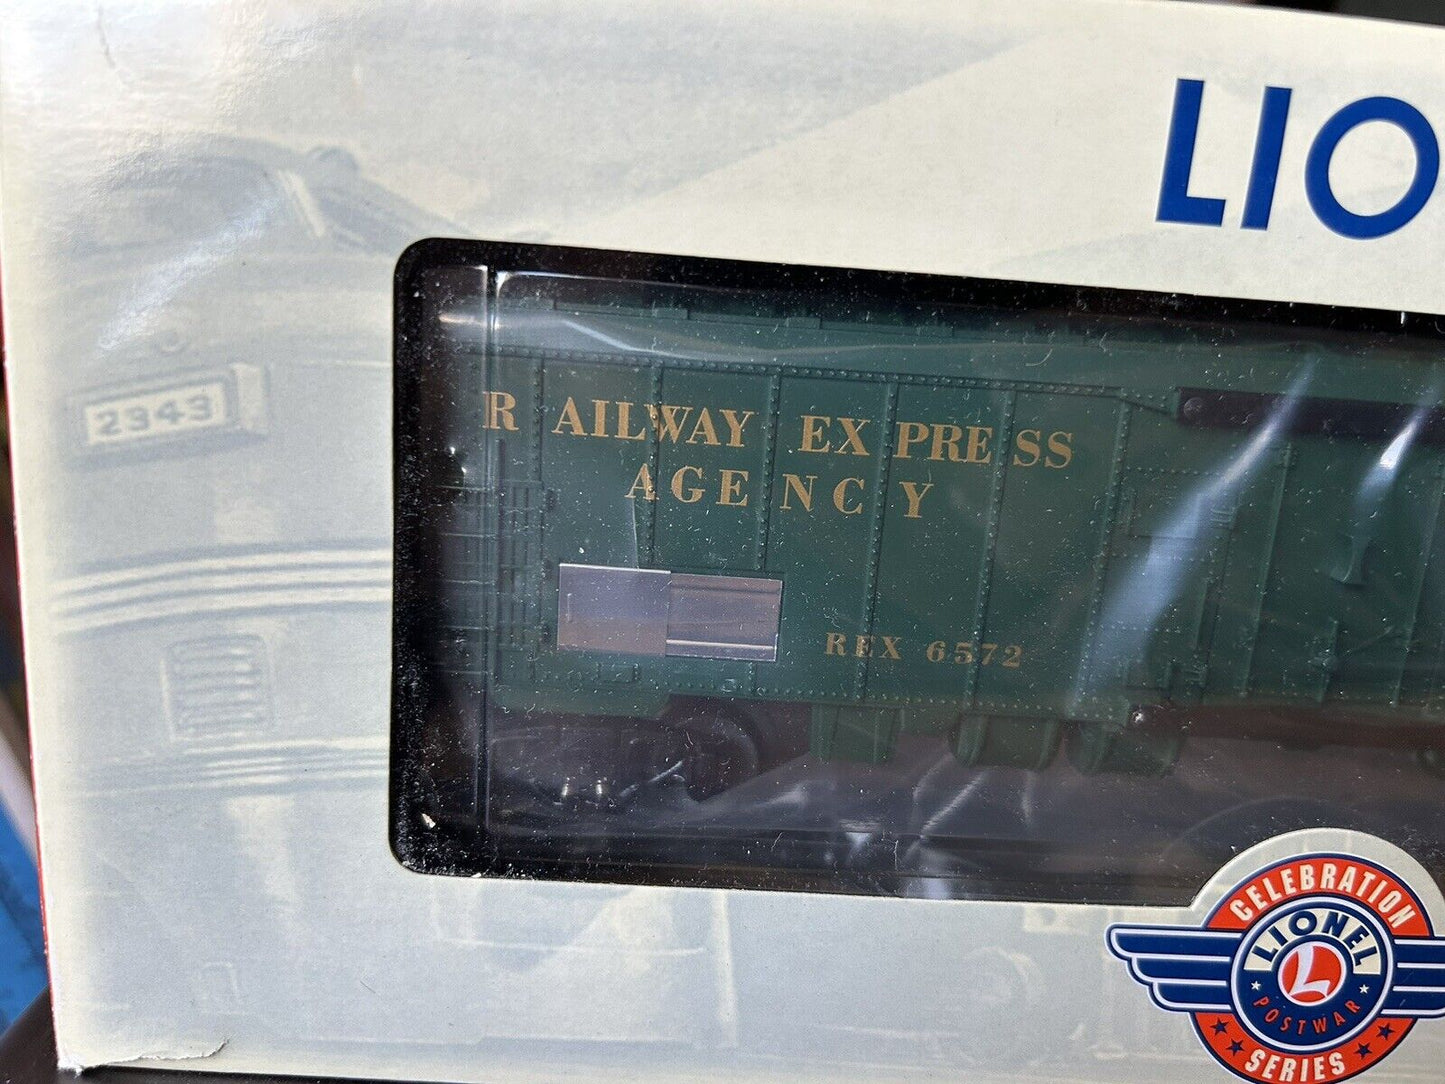 LIO
2343
RAILWAY EXPRESS
AGENCY
REX 6572
CELEBRATION
LIONEL
L
POSTWAR
SERIES